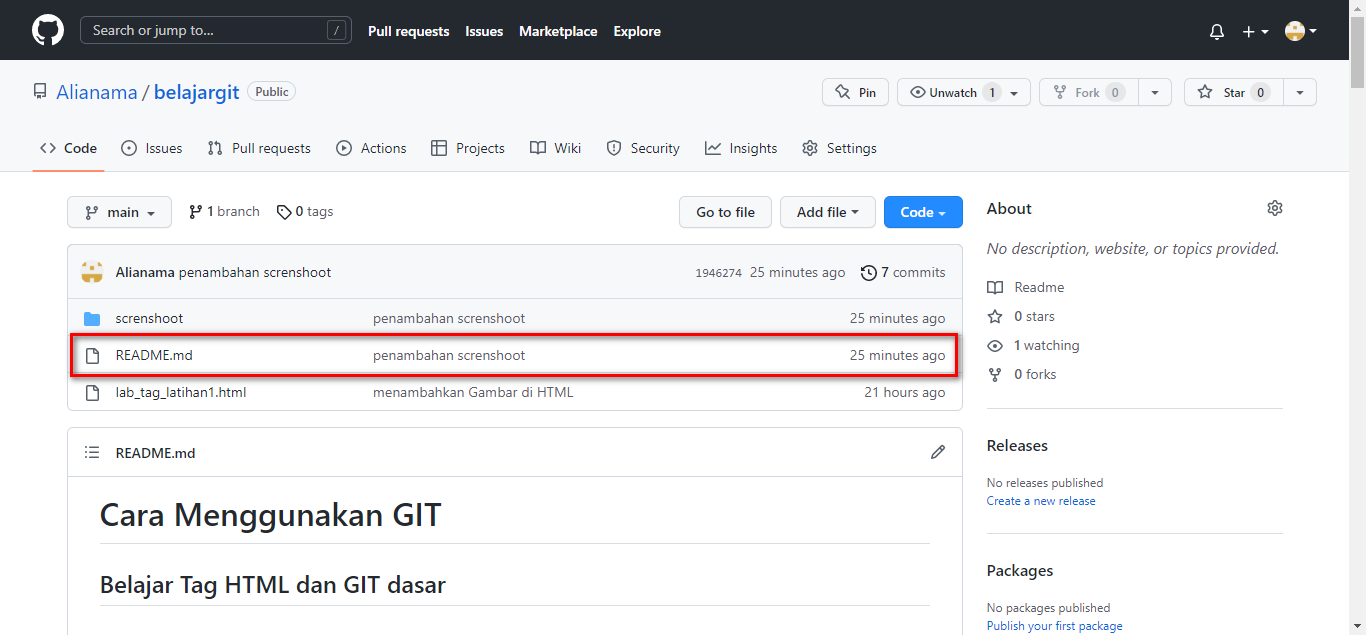 Search or jump to... / Pull requests Issues Marketplace Explore
Alianama / belajargit Public Pin Unwatch 1 Fork 0 Star 0
Code Issues Pull requests Actions Projects Wiki Security Insights Settings
main 1 branch 0 tags Go to file Add file Code
Alianama penambahan screnshoot 1946274 25 minutes ago 7 commits
screnshoot penambahan screnshoot 25 minutes ago
README.md penambahan screnshoot 25 minutes ago
lab_tag_latihan1.html menambahkan Gambar di HTML 21 hours ago
README.md
Cara Menggunakan GIT
Belajar Tag HTML dan GIT dasar
About
No description, website, or topics provided.
Readme
0 stars
1 watching
0 forks
Releases
No releases published
Create a new release
Packages
No packages published
Publish your first package